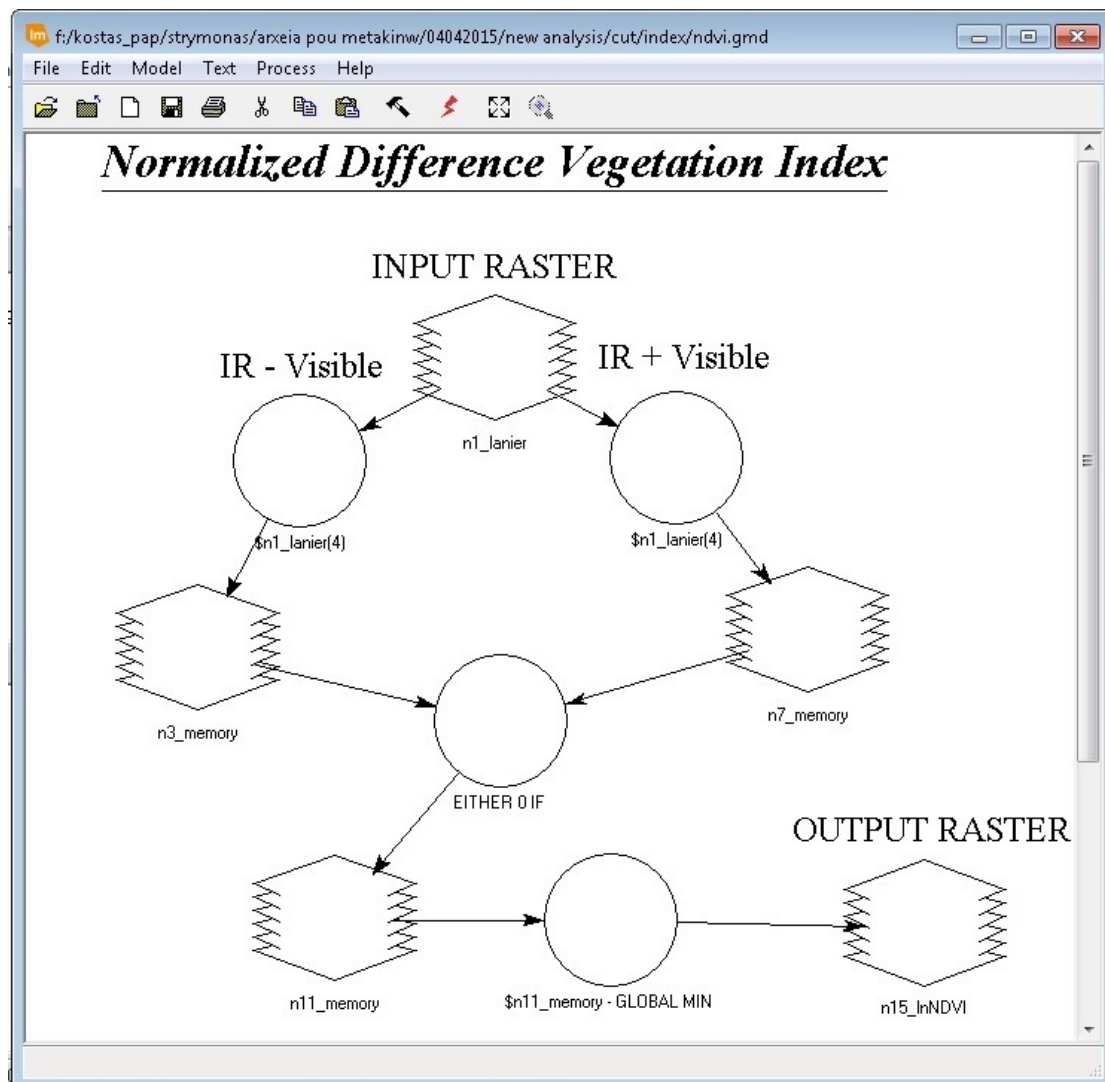 f:/kostas_pap/strymonas/arxeia pou metakinw/04042015/new analysis/cut/index/ndvi.gmd
File Edit Model Text Process Help
Normalized Difference Vegetation Index
INPUT RASTER
IR - Visible
IR + Visible
n1_lanier
$n1_lanier(4)
$n1_lanier(4)
n3_memory
n7_memory
EITHER 0 IF
OUTPUT RASTER
n11_memory
$n11_memory - GLOBAL MIN
n15_lnNDVI